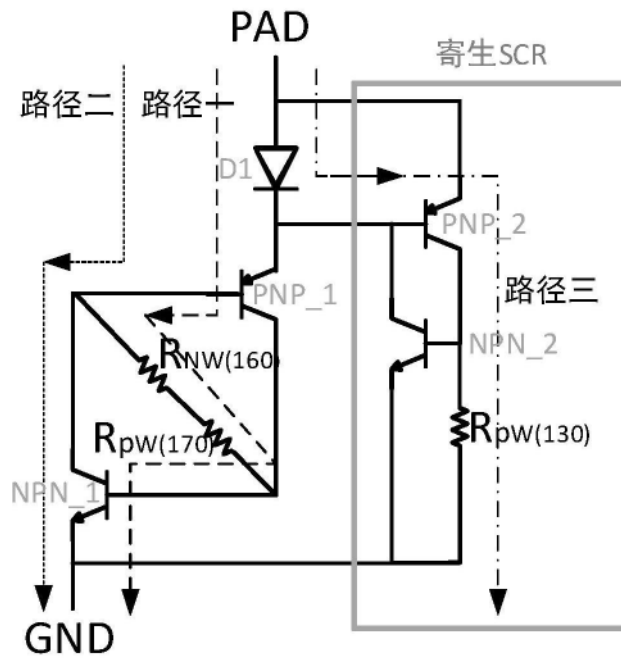 PAD
寄生SCR
路径二
路径一
D1
PNP_2
PNP_1
路径三
RNW(160)
NPN_2
RpW(170)
RpW(130)
NPN_1
GND